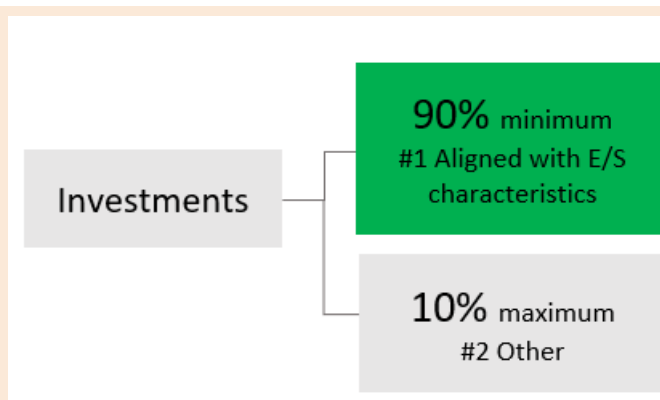 Investments
90% minimum
#1 Aligned with E/S
characteristics
10% maximum
#2 Other